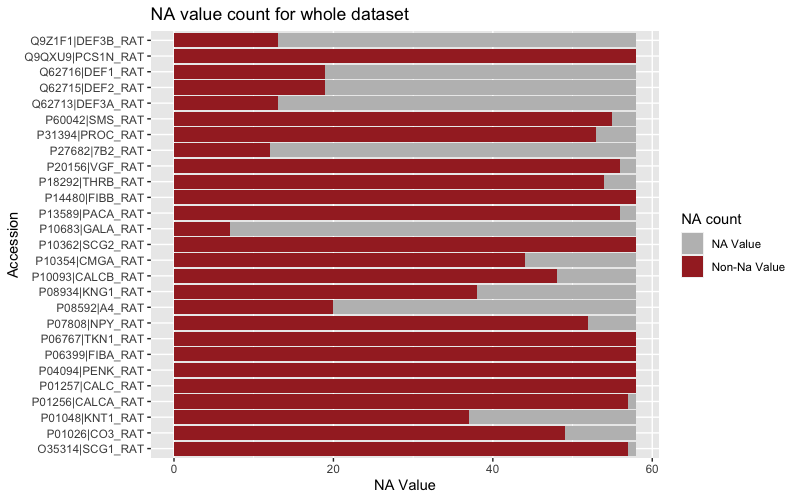 NA value count for whole dataset
Accession
Q9Z1F1|DEF3B_RAT
Q9QXU9|PCS1N_RAT
Q62716|DEF1_RAT
Q62715|DEF2_RAT
Q62713|DEF3A_RAT
P60042|SMS_RAT
P31394|PROC_RAT
P27682|7B2_RAT
P20156|VGF_RAT
P18292|THRB_RAT
P14480|FIBB_RAT
P13589|PACA_RAT
P10683|GALA_RAT
P10362|SCG2_RAT
P10354|CMGA_RAT
P10093|CALCB_RAT
P08934|KNG1_RAT
P08592|A4_RAT
P07808|NPY_RAT
P06767|TKN1_RAT
P06399|FIBA_RAT
P04094|PENK_RAT
P01257|CALC_RAT
P01256|CALCA_RAT
P01048|KNT1_RAT
P01026|CO3_RAT
O35314|SCG1_RAT
0 20 40 60
NA Value
NA count
NA Value
Non-Na Value